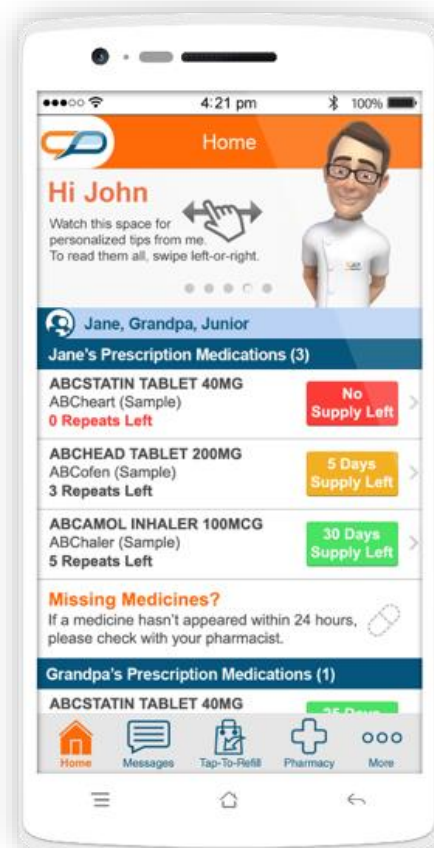 4:21 pm
100%
Home
Hi John
Watch this space for
personalized tips from me.
To read them all, swipe left-or-right.
Jane, Grandpa, Junior
Jane's Prescription Medications (3)
ABCSTATIN TABLET 40MG
ABCheart (Sample)
0 Repeats Left
No
Supply Left
ABCHEAD TABLET 200MG
ABCofen (Sample)
3 Repeats Left
5 Days
Supply Left
ABCAMOL INHALER 100MCG
ABChaler (Sample)
5 Repeats Left
30 Days
Supply Left
Missing Medicines?
If a medicine hasn't appeared within 24 hours,
please check with your pharmacist.
Grandpa's Prescription Medications (1)
ABCSTATIN TABLET 40MG
Home
Messages
Tap-To-Refill
Pharmacy
More